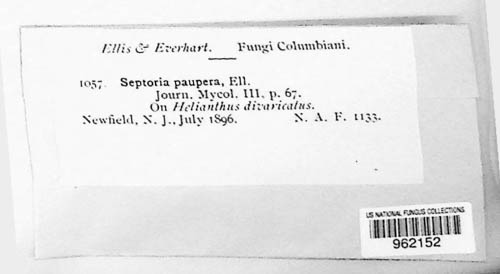 Ellis & Everhart. Fungi Columbiani.
1057. Septoria paupera, Ell.
Journ. Mycol. III. p. 67.
On Helianthus divaricatus.
Newfield, N. J., July 1896. N. A. F. 1133.
US NATIONAL FUNGUS COLLECTIONS
962152